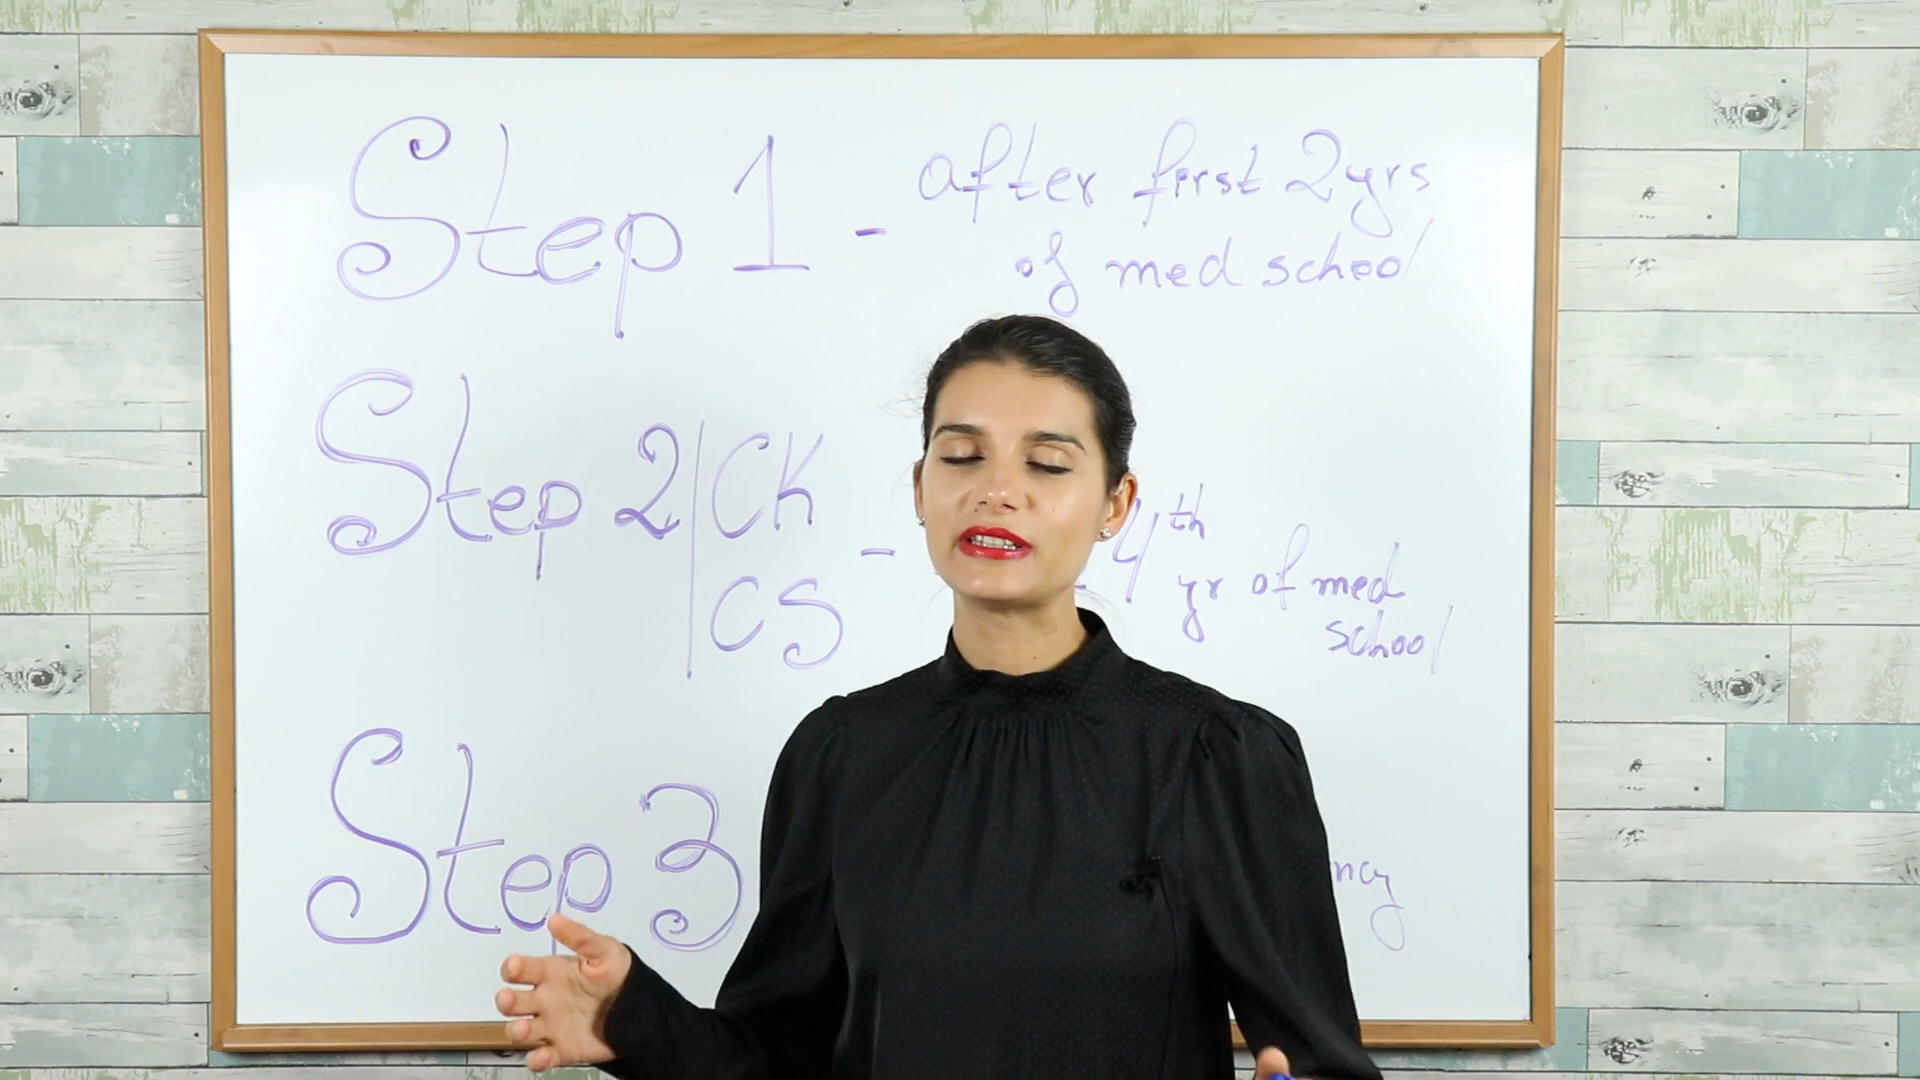 Step 1 - after first 2yrs
of med school
Step 2 CK
CS
- 4th
yr of med
school
Step 3